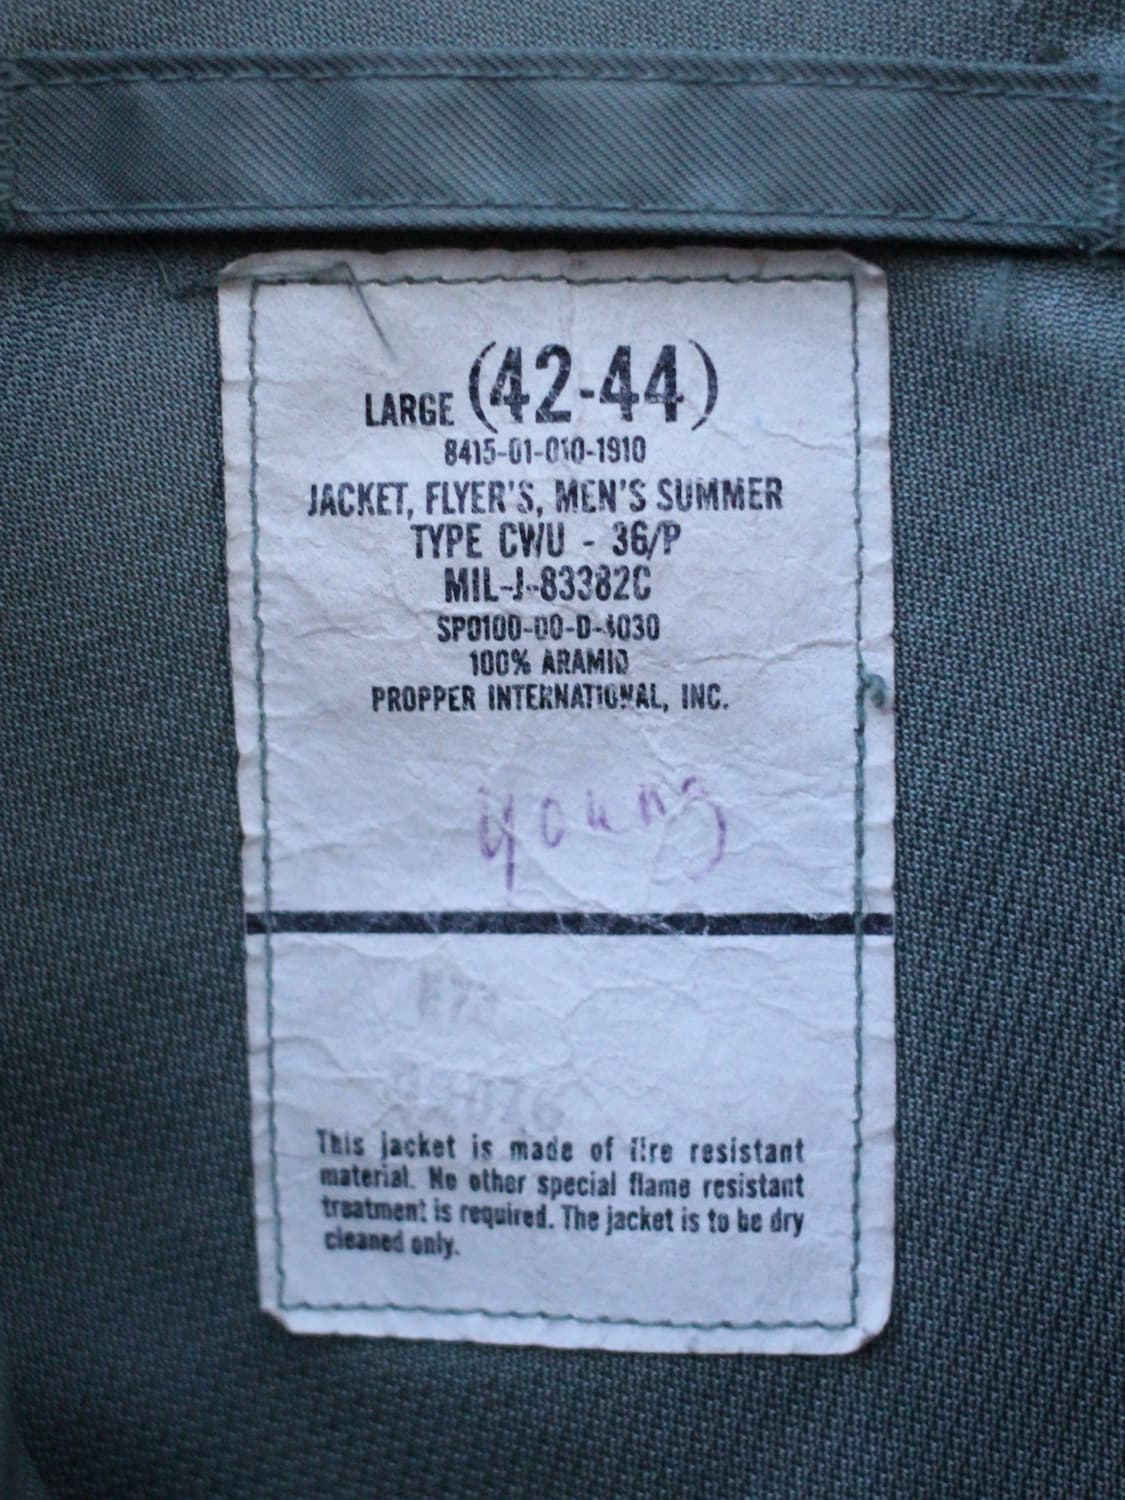 LARGE (42-44)
8415-01-010-1910
JACKET, FLYER'S, MEN'S SUMMER
TYPE CWU - 36/P
MIL-J-83382C
SP0100-00-D-4030
100% ARAMID
PROPPER INTERNATIONAL, INC.
young
This jacket is made of fire resistant
material. No other special flame resistant
treatment is required. The jacket is to be dry
cleaned only.